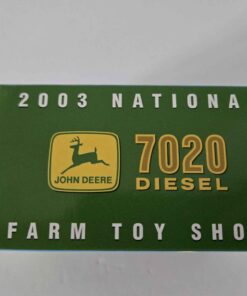 2003 NATIONA
JOHN DEERE
7020
DIESEL
FARM TOY SHO